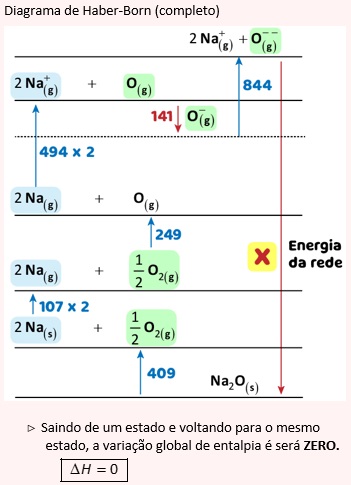 Diagrama de Haber-Born (completo)
2 Na⁺(g) + O⁻⁻(g)
2 Na⁺(g) + O(g)
844
141 O⁻(g)
494 x 2
2 Na(g) + O(g)
249
Energia
da rede
X
2 Na(g) + 1/2 O2(g)
107 x 2
2 Na(s) + 1/2 O2(g)
409
Na2O(s)
▹ Saindo de um estado e voltando para o mesmo
estado, a variação global de entalpia é será ZERO.
ΔH = 0